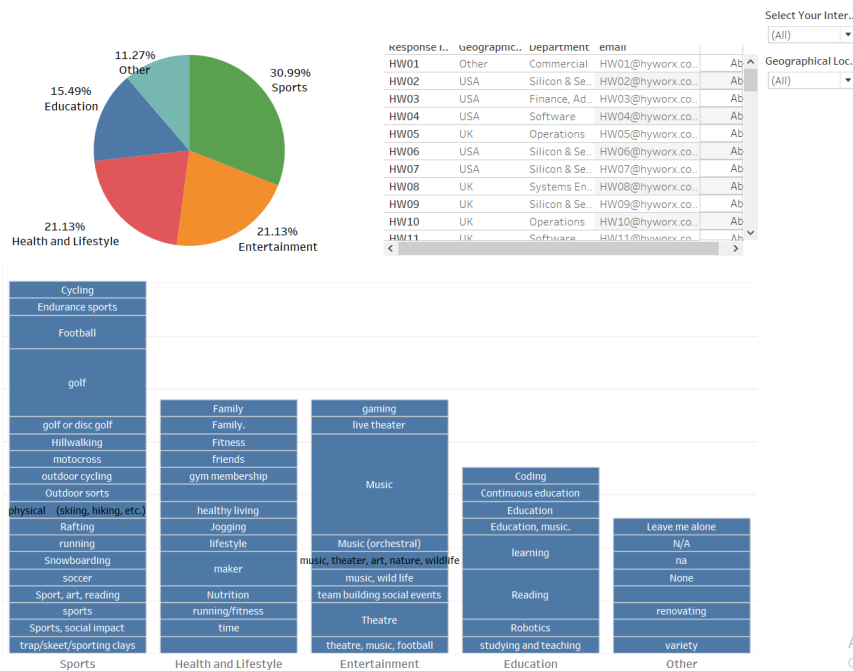 Select Your Inter..
(All)
Geographical Loc..
(All)
11.27%
Other
30.99%
Sports
15.49%
Education
21.13%
Health and Lifestyle
21.13%
Entertainment
Response I.. Geographic.. Department email
HW01 Other Commercial HW01@hyworx.co.. Ab
HW02 USA Silicon & Se.. HW02@hyworx.co.. Ab
HW03 USA Finance, Ad.. HW03@hyworx.co.. Ab
HW04 USA Software HW04@hyworx.co.. Ab
HW05 UK Operations HW05@hyworx.co.. Ab
HW06 USA Silicon & Se.. HW06@hyworx.co.. Ab
HW07 USA Silicon & Se.. HW07@hyworx.co.. Ab
HW08 UK Systems En.. HW08@hyworx.co.. Ab
HW09 UK Silicon & Se.. HW09@hyworx.co.. Ab
HW10 UK Operations HW10@hyworx.co.. Ab
HW11 UK Software HW11@hyworx.co.. Ab
Cycling
Endurance sports
Football
golf
golf or disc golf
Hillwalking
motocross
outdoor cycling
Outdoor sorts
physical (skiing, hiking, etc.)
Rafting
running
Snowboarding
soccer
Sport, art, reading
sports
Sports, social impact
trap/skeet/sporting clays
Sports
Family
Family.
Fitness
friends
gym membership
healthy living
Jogging
lifestyle
maker
Nutrition
running/fitness
time
Health and Lifestyle
gaming
live theater
Music
Music (orchestral)
music, theater, art, nature, wildlife
music, wild life
team building social events
Theatre
theatre, music, football
Entertainment
Coding
Continuous education
Education
Education, music.
learning
Reading
Robotics
studying and teaching
Education
Leave me alone
N/A
na
None
renovating
variety
Other